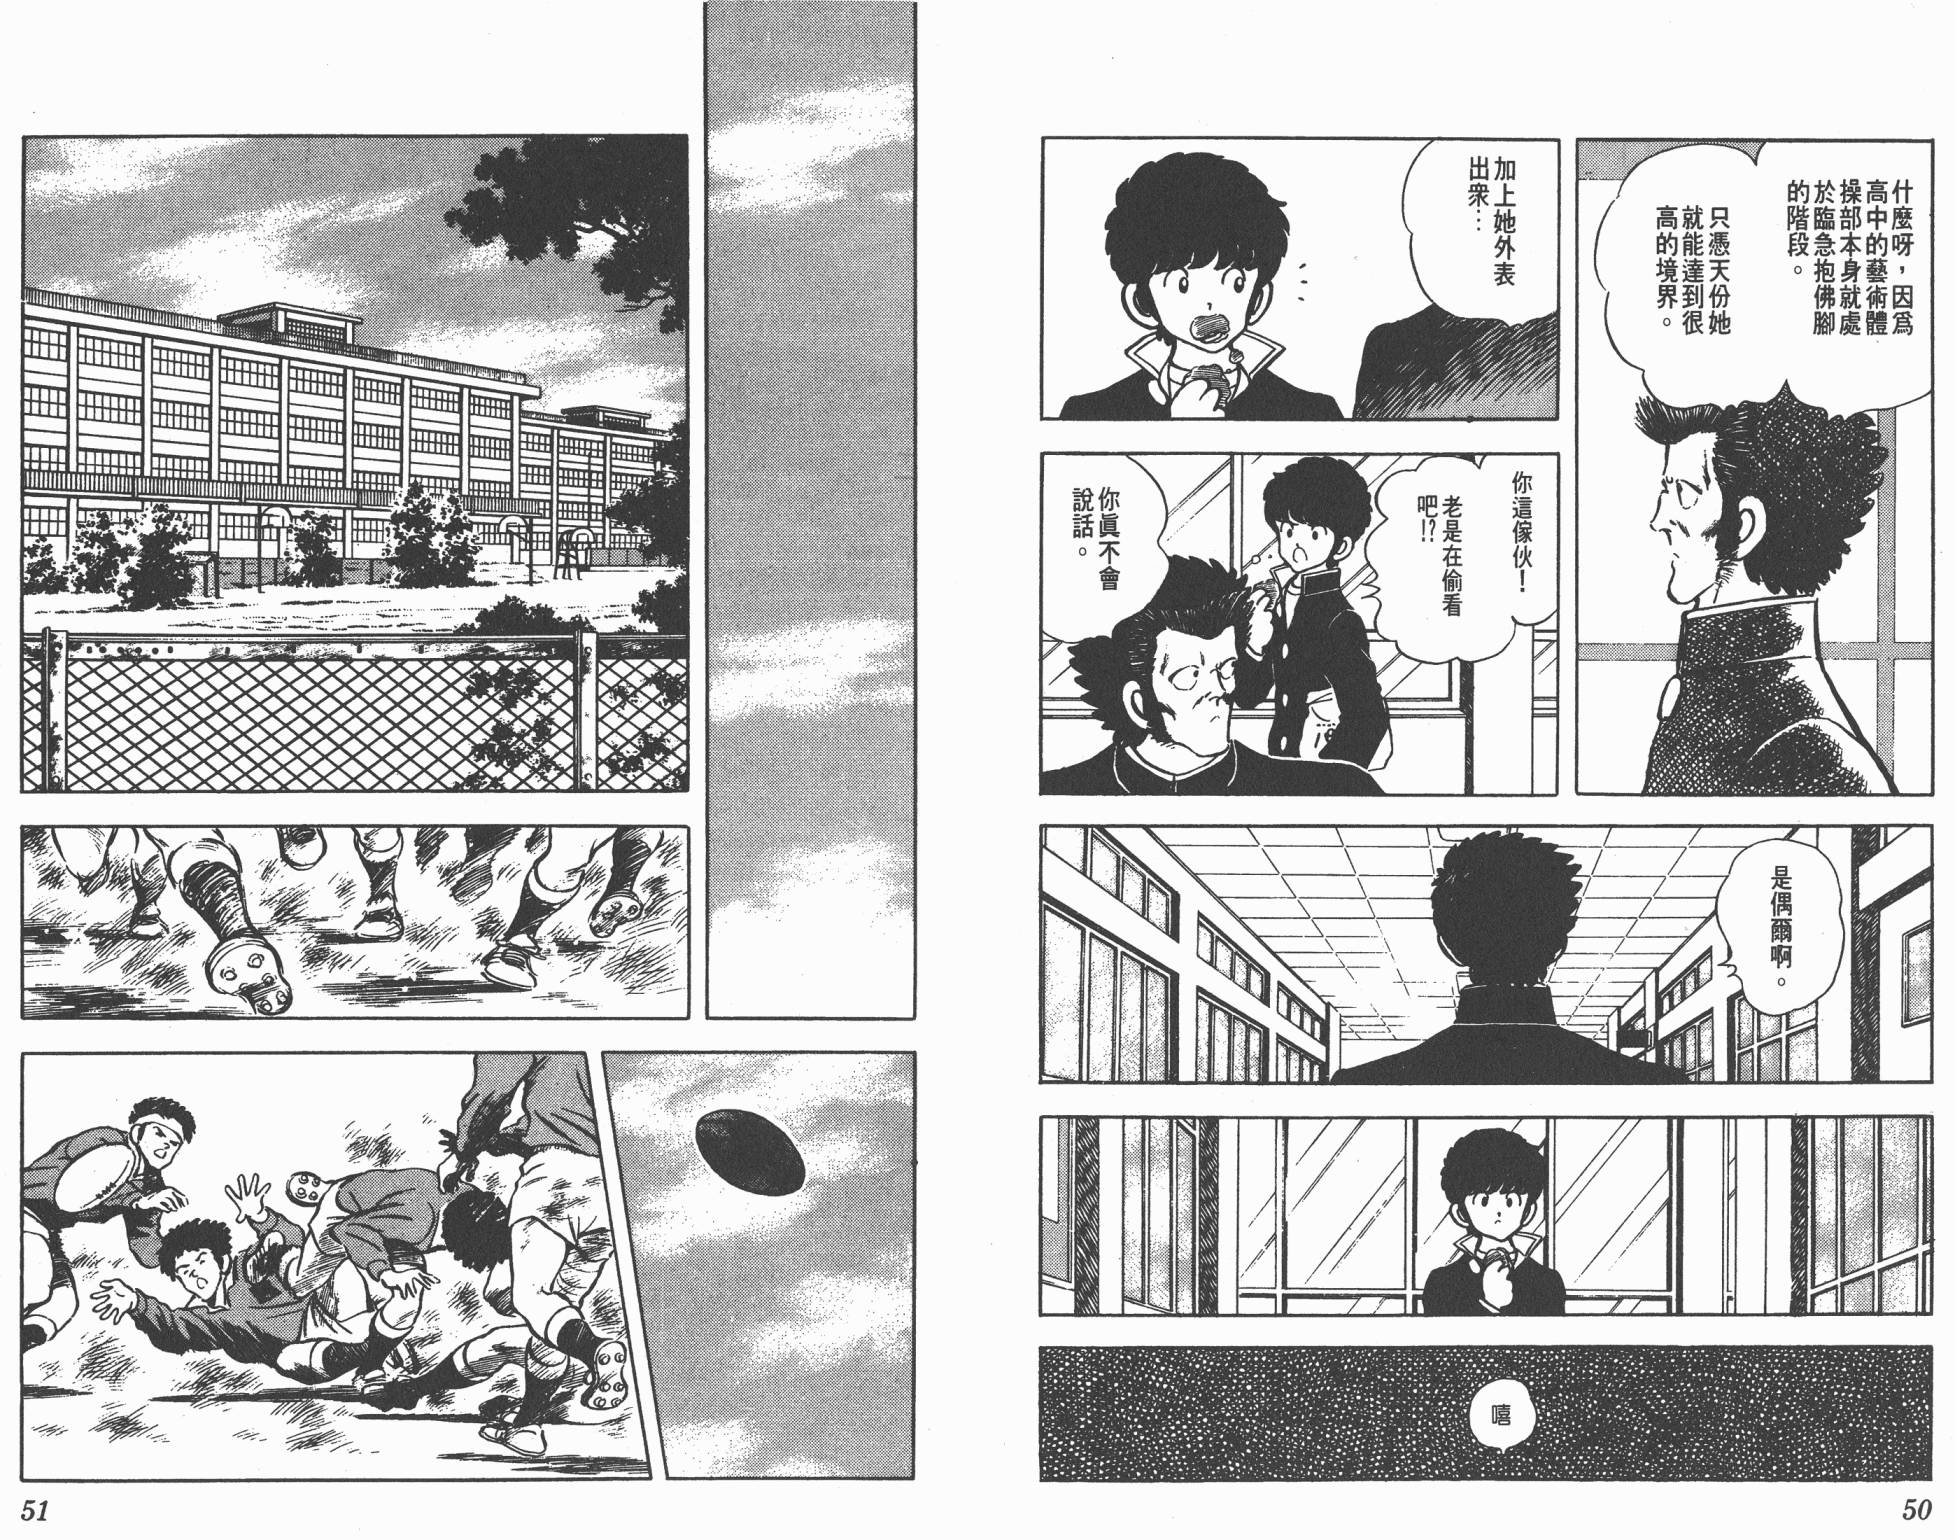 什麼呀，因爲
高中的藝術體
操部本身就處
於臨急抱佛腳
的階段。
只憑天份她
就能達到很
高的境界。
加上她外表
出衆…
你這傢伙！
老是在偷看
吧!?
你眞不會
說話。
是偶爾啊。
嘻
50
51